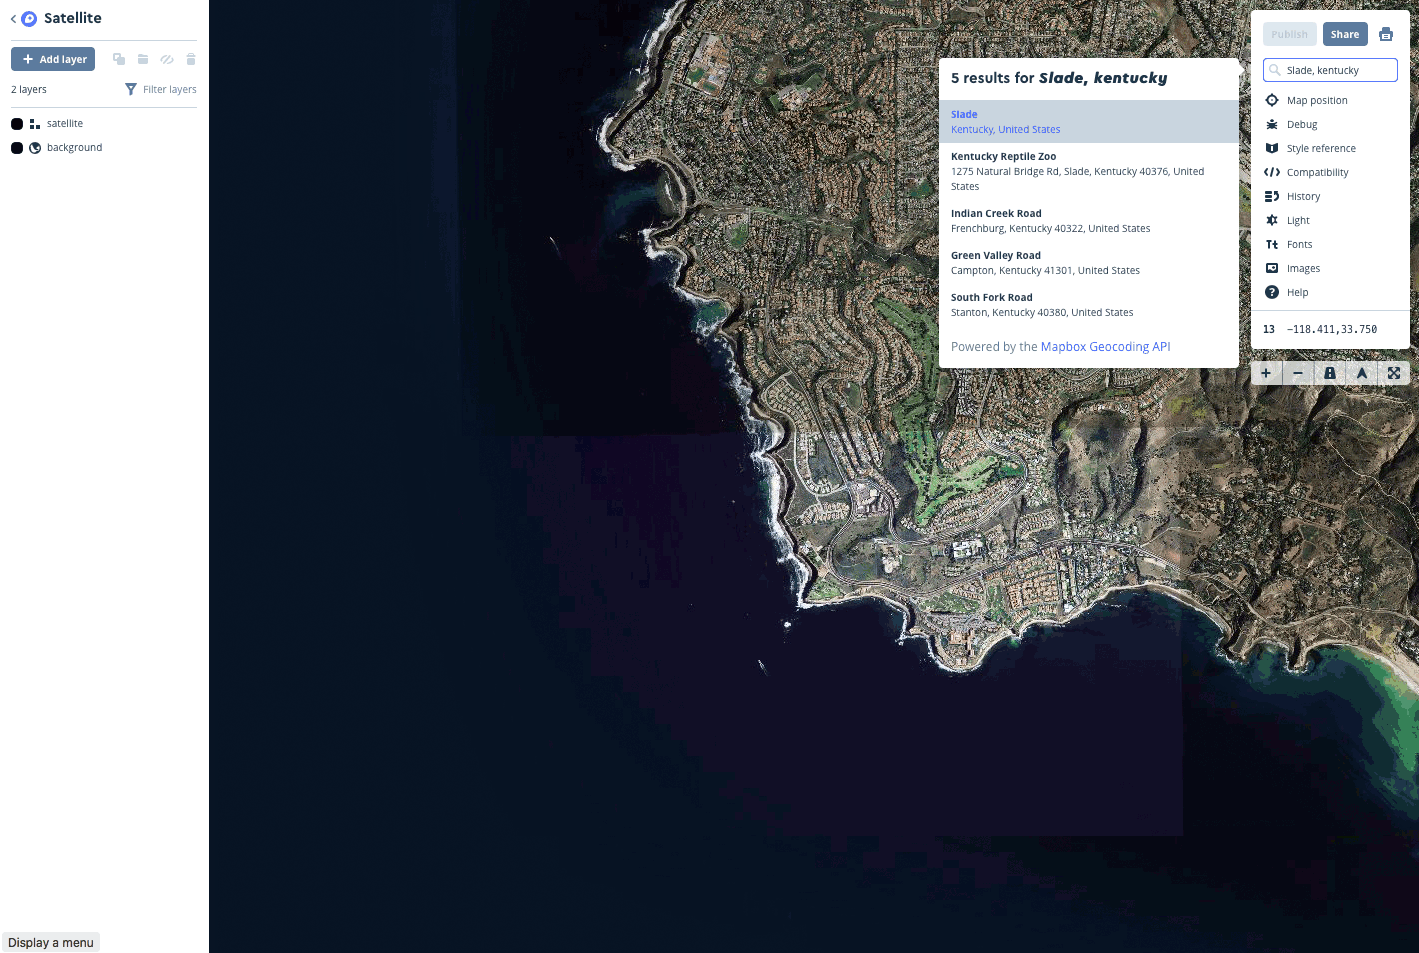 Satellite
Add layer
2 layers
Filter layers
satellite
background
5 results for Slade, kentucky
Slade
Kentucky, United States
Kentucky Reptile Zoo
1275 Natural Bridge Rd, Slade, Kentucky 40376, United
States
Indian Creek Road
Frenchburg, Kentucky 40322, United States
Green Valley Road
Campton, Kentucky 41301, United States
South Fork Road
Stanton, Kentucky 40380, United States
Powered by the Mapbox Geocoding API
Publish
Share
Slade, kentucky
Map position
Debug
Style reference
Compatibility
History
Light
Tt Fonts
Images
Help
13 -118.411,33.750
Display a menu